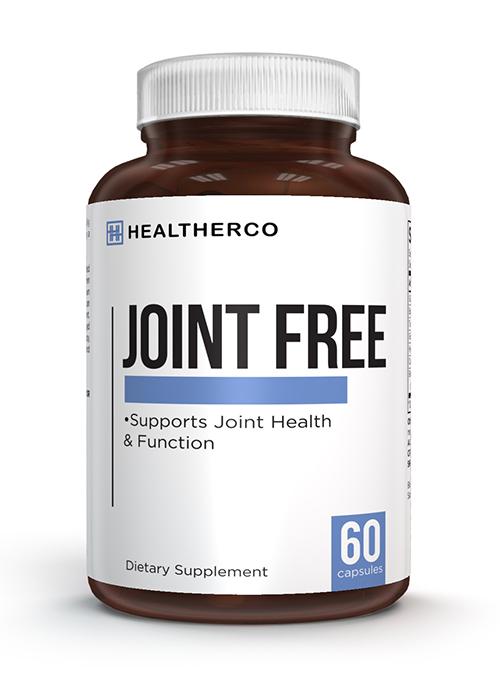 HEALTHERCO
JOINT FREE
•Supports Joint Health
& Function
Dietary Supplement
60
capsules